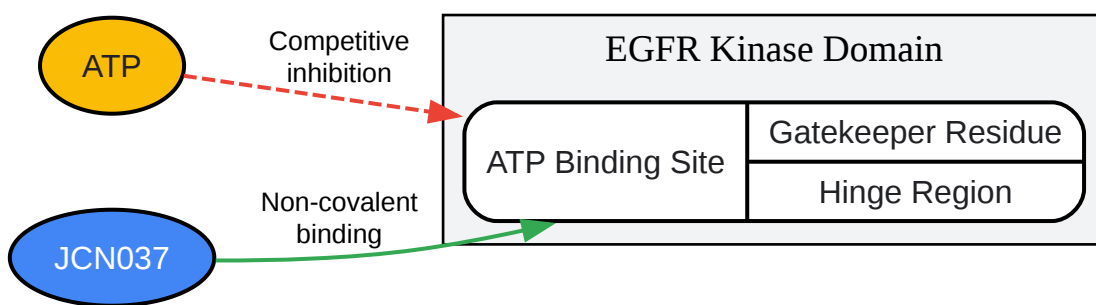 ATP
Competitive
inhibition
EGFR Kinase Domain
ATP Binding Site
Gatekeeper Residue
Hinge Region
Non-covalent
binding
JCN037